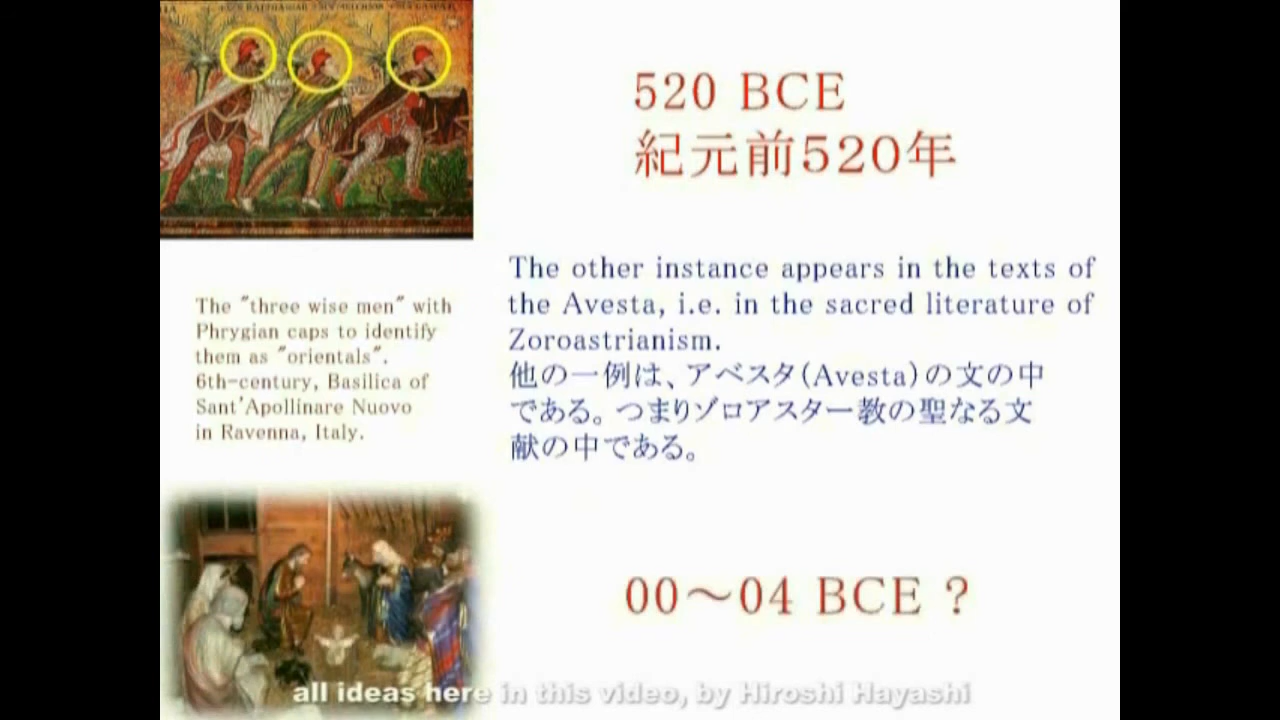 520 BCE
紀元前520年
The other instance appears in the texts of
the Avesta, i.e. in the sacred literature of
Zoroastrianism.
他の一例は、アベスタ(Avesta)の文の中
である。つまりゾロアスター教の聖なる文
献の中である。
The "three wise men" with
Phrygian caps to identify
them as "orientals".
6th-century, Basilica of
Sant'Apollinare Nuovo
in Ravenna, Italy.
00～04 BCE ?
all ideas here in this video, by Hiroshi Hayashi